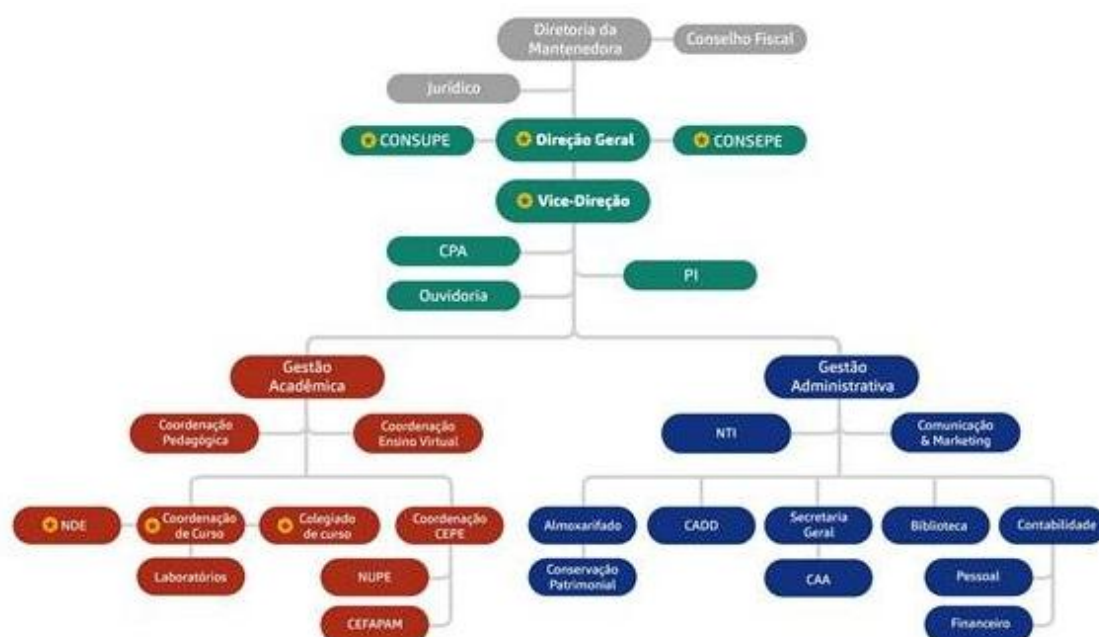 Diretoria da
Mantenedora
Conselho Fiscal
Jurídico
CONSUPE
Direção Geral
CONSEPE
Vice-Direção
CPA
PI
Ouvidoria
Gestão
Acadêmica
Gestão
Administrativa
Coordenação
Pedagógica
Coordenação
Ensino Virtual
NTI
Comunicação
& Marketing
NDE
Coordenação
de Curso
Colegiado
de curso
Coordenação
CEPE
Almoxarifado
CADD
Secretaria
Geral
Biblioteca
Contabilidade
Laboratórios
NUPE
Conservação
Patrimonial
CAA
Pessoal
CEFAPAM
Financeiro